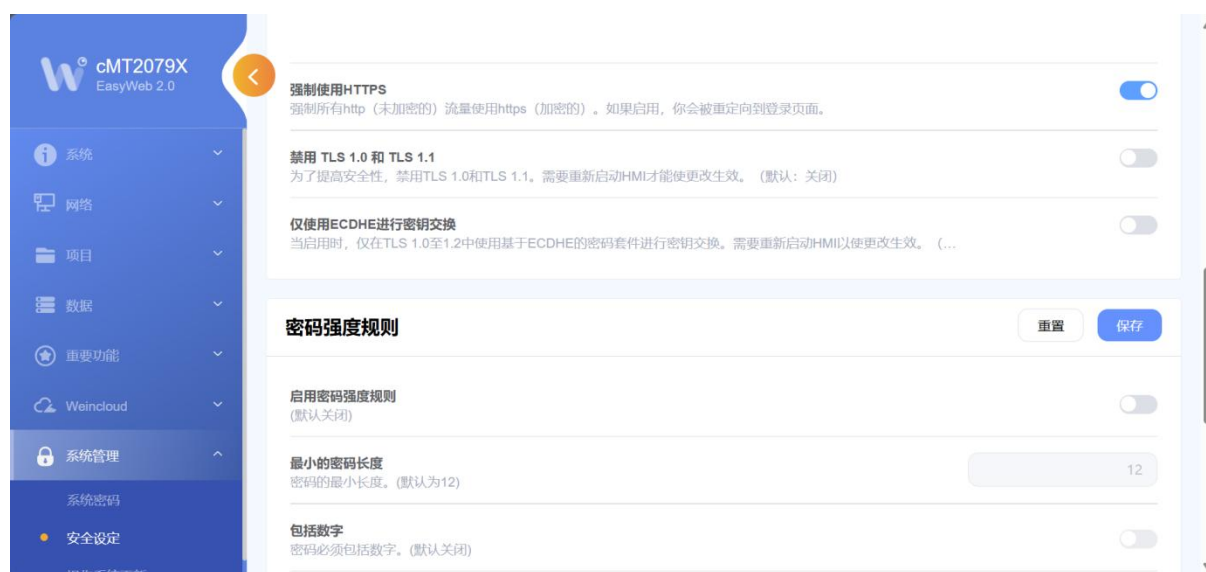 cMT2079X
EasyWeb 2.0
系统
网络
项目
数据
重要功能
Weincloud
系统管理
系统密码
安全设定
强制使用HTTPS
强制所有http（未加密的）流量使用https（加密的）。如果启用，你会被重定向到登录页面。
禁用 TLS 1.0 和 TLS 1.1
为了提高安全性，禁用TLS 1.0和TLS 1.1。需要重新启动HMI才能使更改生效。（默认：关闭）
仅使用ECDHE进行密钥交换
当启用时，仅在TLS 1.0至1.2中使用基于ECDHE的密码套件进行密钥交换。需要重新启动HMI以使更改生效。（...
密码强度规则
重置
保存
启用密码强度规则
(默认关闭)
最小的密码长度
密码的最小长度。(默认为12)
12
包括数字
密码必须包括数字。(默认关闭)